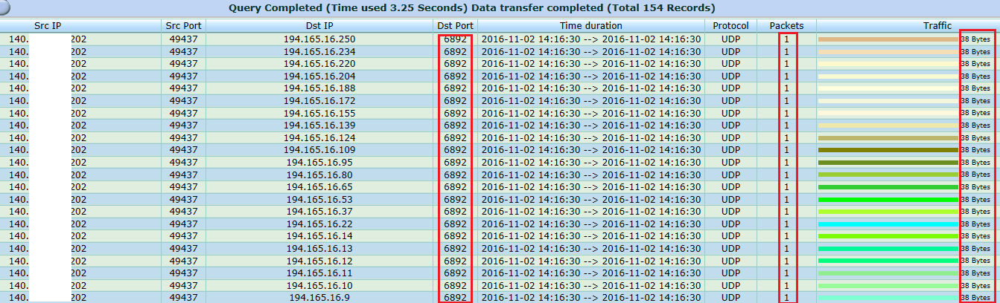 Query Completed (Time used 3.25 Seconds) Data transfer completed (Total 154 Records)
Src IP Src Port Dst IP Dst Port Time duration Protocol Packets Traffic
140. 202 49437 194.165.16.250 6892 2016-11-02 14:16:30 --> 2016-11-02 14:16:30 UDP 1 38 Bytes
140. 202 49437 194.165.16.234 6892 2016-11-02 14:16:30 --> 2016-11-02 14:16:30 UDP 1 38 Bytes
140. 202 49437 194.165.16.220 6892 2016-11-02 14:16:30 --> 2016-11-02 14:16:30 UDP 1 38 Bytes
140. 202 49437 194.165.16.204 6892 2016-11-02 14:16:30 --> 2016-11-02 14:16:30 UDP 1 38 Bytes
140. 202 49437 194.165.16.188 6892 2016-11-02 14:16:30 --> 2016-11-02 14:16:30 UDP 1 38 Bytes
140. 202 49437 194.165.16.172 6892 2016-11-02 14:16:30 --> 2016-11-02 14:16:30 UDP 1 38 Bytes
140. 202 49437 194.165.16.155 6892 2016-11-02 14:16:30 --> 2016-11-02 14:16:30 UDP 1 38 Bytes
140. 202 49437 194.165.16.139 6892 2016-11-02 14:16:30 --> 2016-11-02 14:16:30 UDP 1 38 Bytes
140. 202 49437 194.165.16.124 6892 2016-11-02 14:16:30 --> 2016-11-02 14:16:30 UDP 1 38 Bytes
140. 202 49437 194.165.16.109 6892 2016-11-02 14:16:30 --> 2016-11-02 14:16:30 UDP 1 38 Bytes
140. 202 49437 194.165.16.95 6892 2016-11-02 14:16:30 --> 2016-11-02 14:16:30 UDP 1 38 Bytes
140. 202 49437 194.165.16.80 6892 2016-11-02 14:16:30 --> 2016-11-02 14:16:30 UDP 1 38 Bytes
140. 202 49437 194.165.16.65 6892 2016-11-02 14:16:30 --> 2016-11-02 14:16:30 UDP 1 38 Bytes
140. 202 49437 194.165.16.53 6892 2016-11-02 14:16:30 --> 2016-11-02 14:16:30 UDP 1 38 Bytes
140. 202 49437 194.165.16.37 6892 2016-11-02 14:16:30 --> 2016-11-02 14:16:30 UDP 1 38 Bytes
140. 202 49437 194.165.16.22 6892 2016-11-02 14:16:30 --> 2016-11-02 14:16:30 UDP 1 38 Bytes
140. 202 49437 194.165.16.14 6892 2016-11-02 14:16:30 --> 2016-11-02 14:16:30 UDP 1 38 Bytes
140. 202 49437 194.165.16.13 6892 2016-11-02 14:16:30 --> 2016-11-02 14:16:30 UDP 1 38 Bytes
140. 202 49437 194.165.16.12 6892 2016-11-02 14:16:30 --> 2016-11-02 14:16:30 UDP 1 38 Bytes
140. 202 49437 194.165.16.11 6892 2016-11-02 14:16:30 --> 2016-11-02 14:16:30 UDP 1 38 Bytes
140. 202 49437 194.165.16.10 6892 2016-11-02 14:16:30 --> 2016-11-02 14:16:30 UDP 1 38 Bytes
140. 202 49437 194.165.16.9 6892 2016-11-02 14:16:30 --> 2016-11-02 14:16:30 UDP 1 38 Bytes